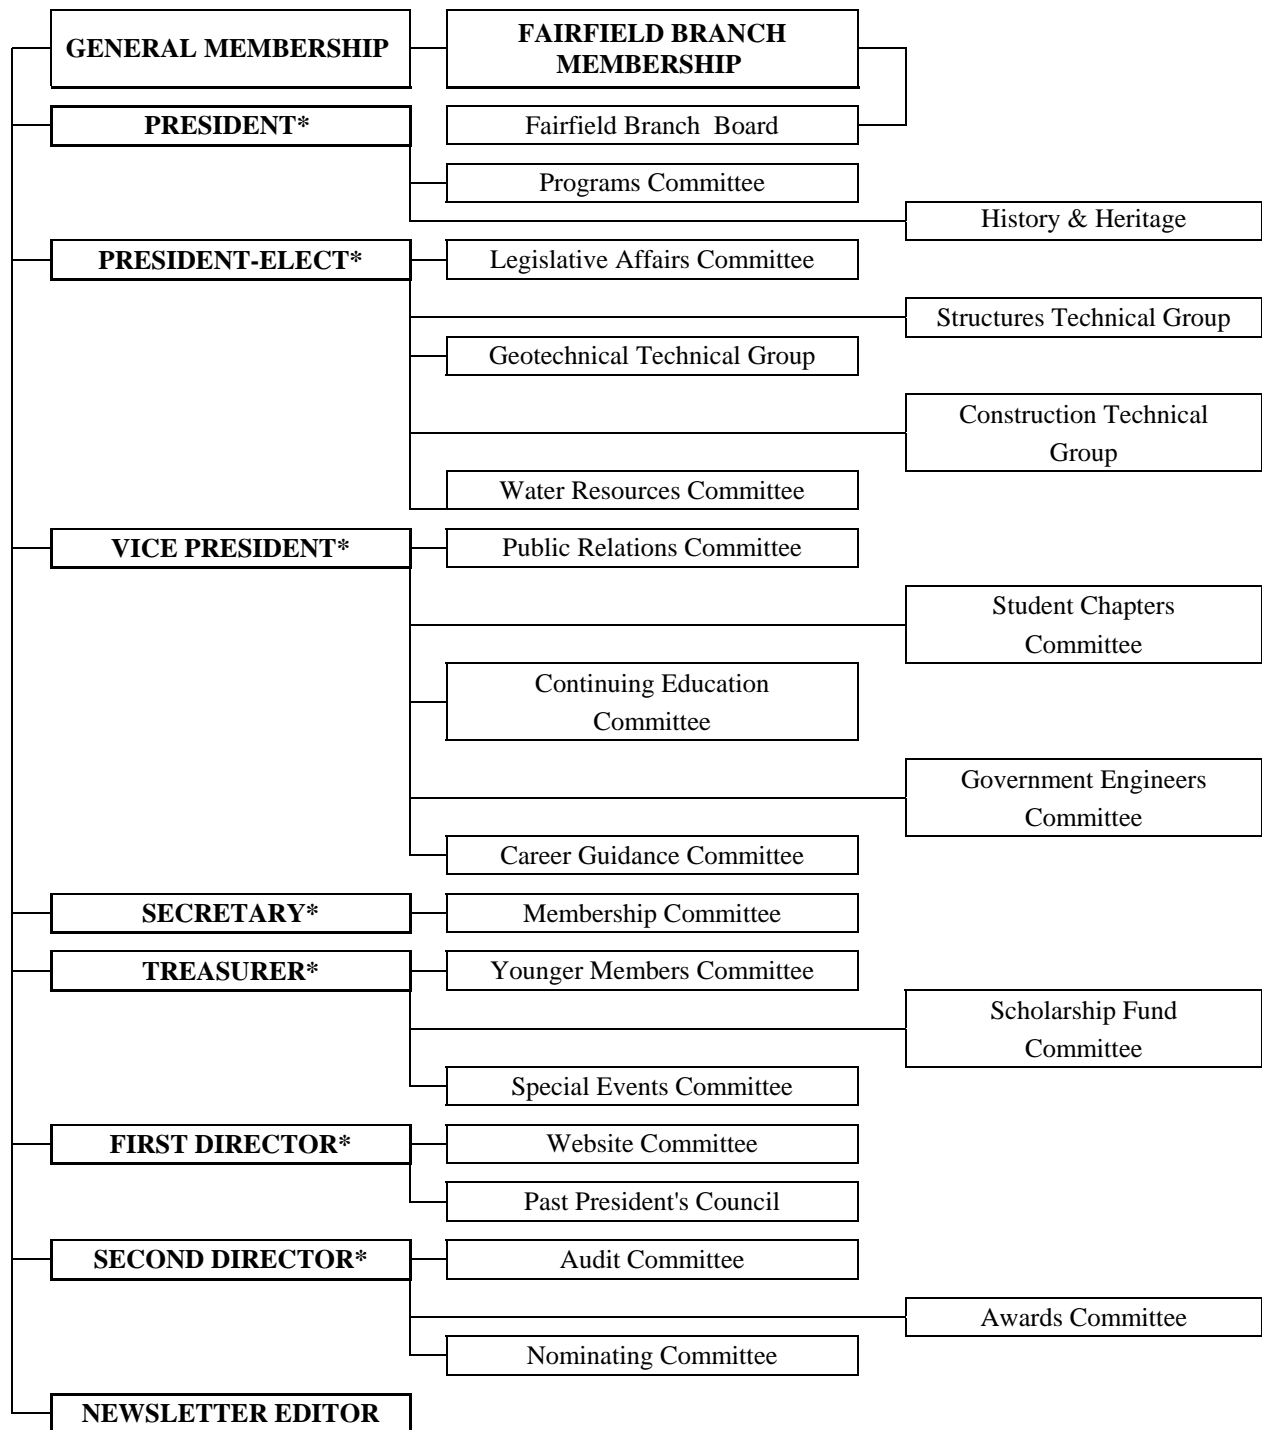 GENERAL MEMBERSHIP
FAIRFIELD BRANCH
MEMBERSHIP
PRESIDENT*
Fairfield Branch Board
Programs Committee
History & Heritage
PRESIDENT-ELECT*
Legislative Affairs Committee
Structures Technical Group
Geotechnical Technical Group
Construction Technical
Group
Water Resources Committee
VICE PRESIDENT*
Public Relations Committee
Student Chapters
Committee
Continuing Education
Committee
Government Engineers
Committee
Career Guidance Committee
SECRETARY*
Membership Committee
TREASURER*
Younger Members Committee
Scholarship Fund
Committee
Special Events Committee
FIRST DIRECTOR*
Website Committee
Past President's Council
SECOND DIRECTOR*
Audit Committee
Awards Committee
Nominating Committee
NEWSLETTER EDITOR